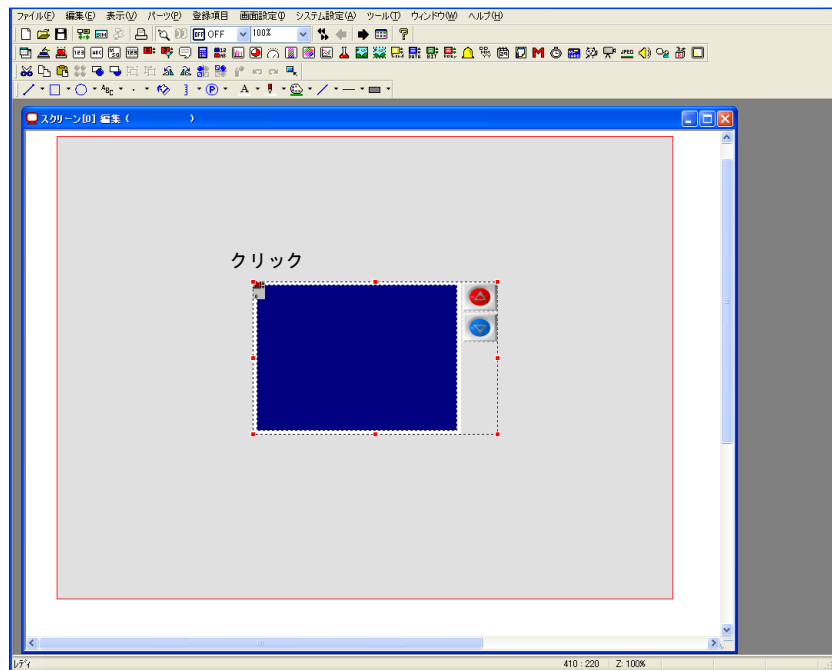 ファイル(F) 編集(E) 表示(V) パーツ(P) 登録項目 画面設定(I) システム設定(A) ツール(T) ウィンドウ(W) ヘルプ(H)
OFF OFF 100%
スクリーン[0] 編集 ( )
クリック
レディ 410 : 220 Z: 100%